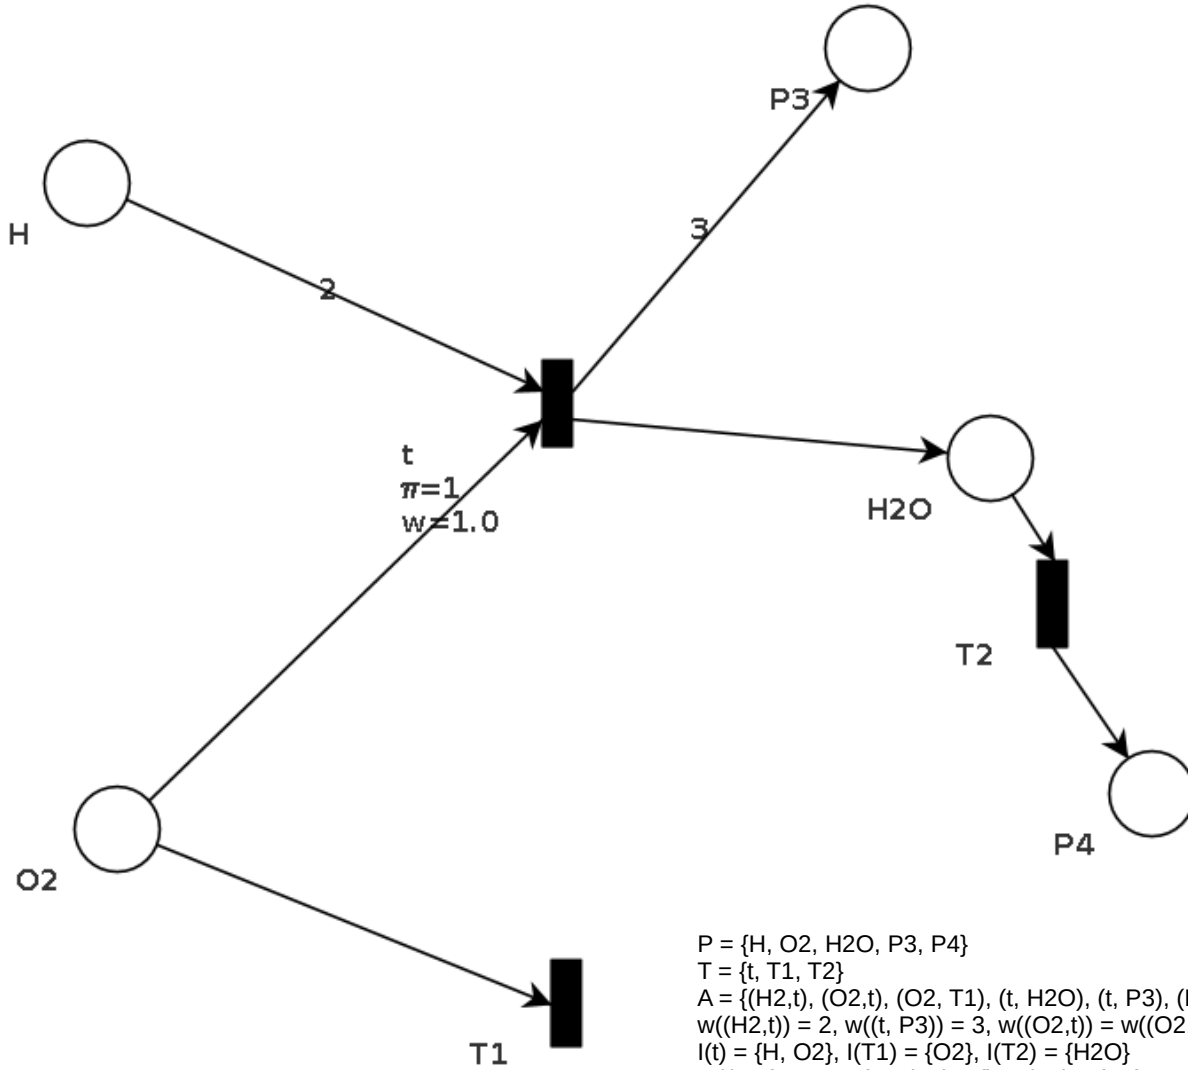 P3
H
3
2
t
π=1
w=1.0
H2O
T2
P4
O2
T1
P = {H, O2, H2O, P3, P4}
T = {t, T1, T2}
A = {(H2,t), (O2,t), (O2, T1), (t, H2O), (t, P3), (
w((H2,t)) = 2, w((t, P3)) = 3, w((O2,t)) = w((O2
I(t) = {H, O2}, I(T1) = {O2}, I(T2) = {H2O}